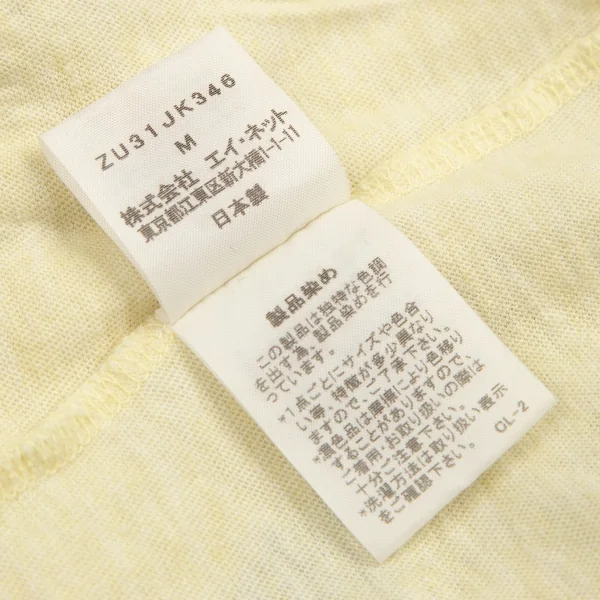 ZU31JK346
M
株式会社 エイ・ネット
東京都江東区新大橋1-1-11
日本製
製品染め
この製品は独特な色調
を出す為、製品染めを行
っています。
*1点ごとにサイズや色合
い等、特徴が多少異なり
ますので、ご了承下さい。
*濃色品は摩擦により色移り
することがありますので、
ご着用・お取り扱いの際は
十分ご注意下さい。
*洗濯方法は取り扱い表示
をご確認下さい。
CL-2